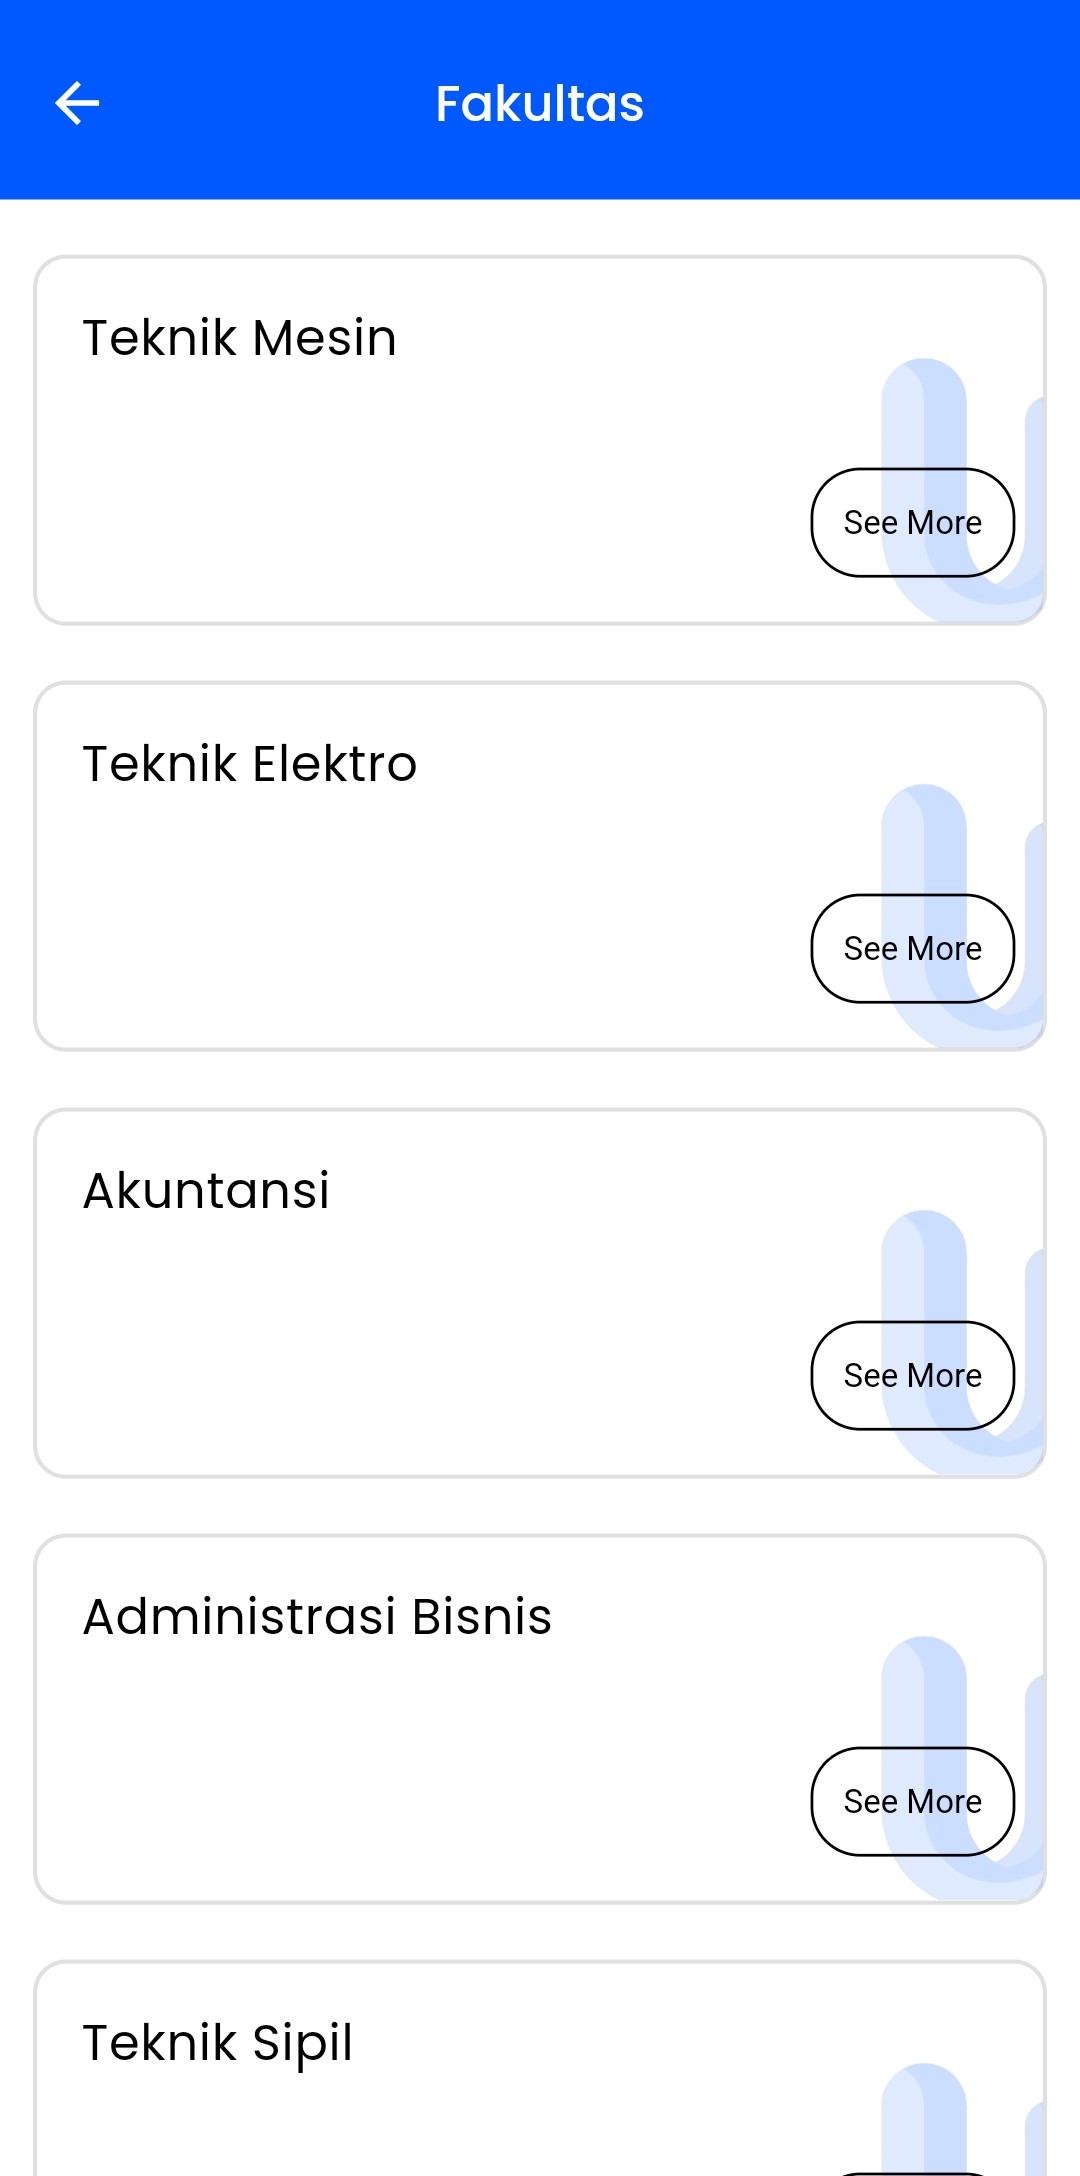 Fakultas
Teknik Mesin
See More
Teknik Elektro
See More
Akuntansi
See More
Administrasi Bisnis
See More
Teknik Sipil